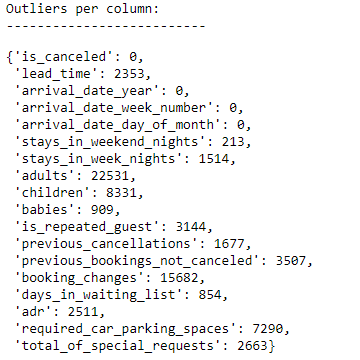 Outliers per column:
--------------------------
{'is_canceled': 0,
'lead_time': 2353,
'arrival_date_year': 0,
'arrival_date_week_number': 0,
'arrival_date_day_of_month': 0,
'stays_in_weekend_nights': 213,
'stays_in_week_nights': 1514,
'adults': 22531,
'children': 8331,
'babies': 909,
'is_repeated_guest': 3144,
'previous_cancellations': 1677,
'previous_bookings_not_canceled': 3507,
'booking_changes': 15682,
'days_in_waiting_list': 854,
'adr': 2511,
'required_car_parking_spaces': 7290,
'total_of_special_requests': 2663}